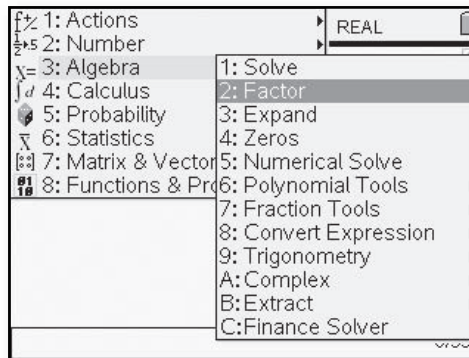 1: Actions
2: Number
3: Algebra
4: Calculus
5: Probability
6: Statistics
7: Matrix & Vector
8: Functions & Pro
REAL
1: Solve
2: Factor
3: Expand
4: Zeros
5: Numerical Solve
6: Polynomial Tools
7: Fraction Tools
8: Convert Expression
9: Trigonometry
A: Complex
B: Extract
C: Finance Solver